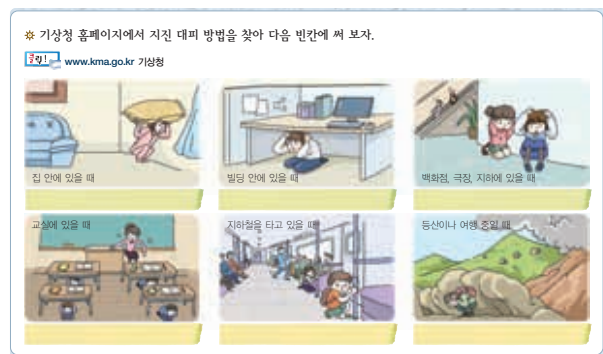 기상청 홈페이지에서 지진 대피 방법을 찾아 다음 빈칸에 써 보자.
클릭! www.kma.go.kr 기상청
집 안에 있을 때
빌딩 안에 있을 때
백화점, 극장, 지하에 있을 때
교실에 있을 때
지하철을 타고 있을 때
등산이나 여행 중일 때